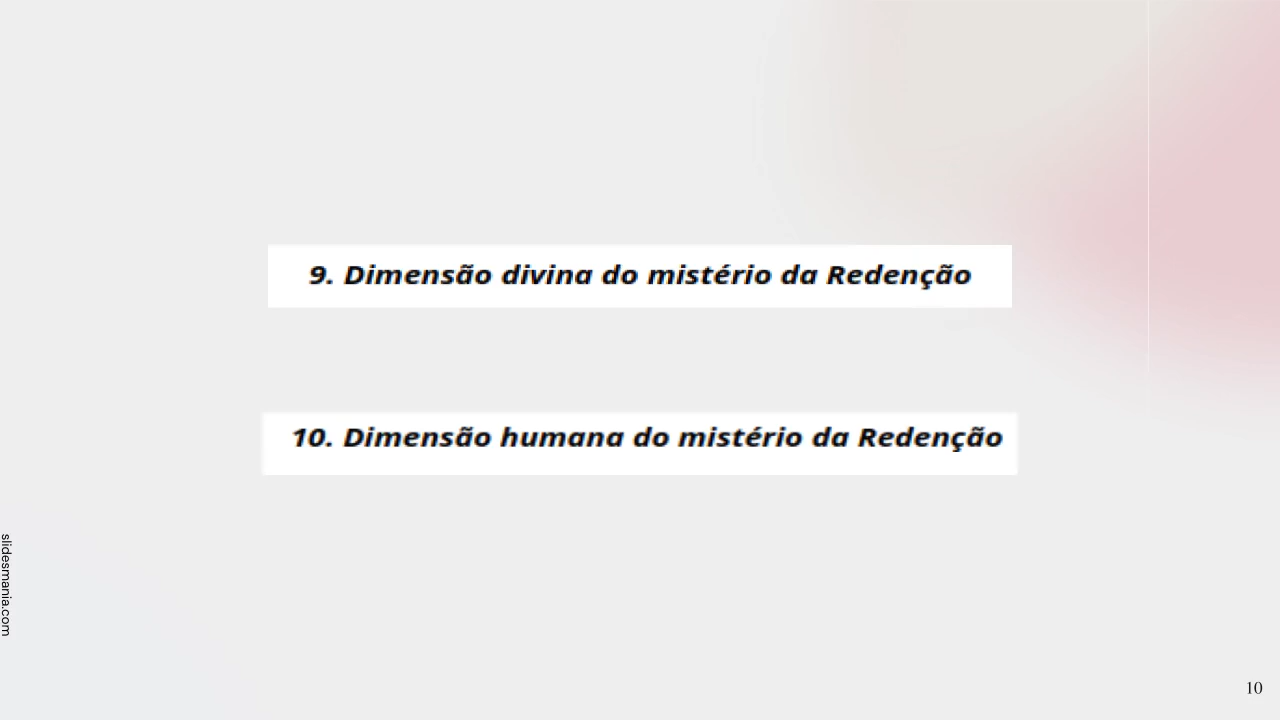 9. Dimensão divina do mistério da Redenção
10. Dimensão humana do mistério da Redenção
slidesmania.com
10